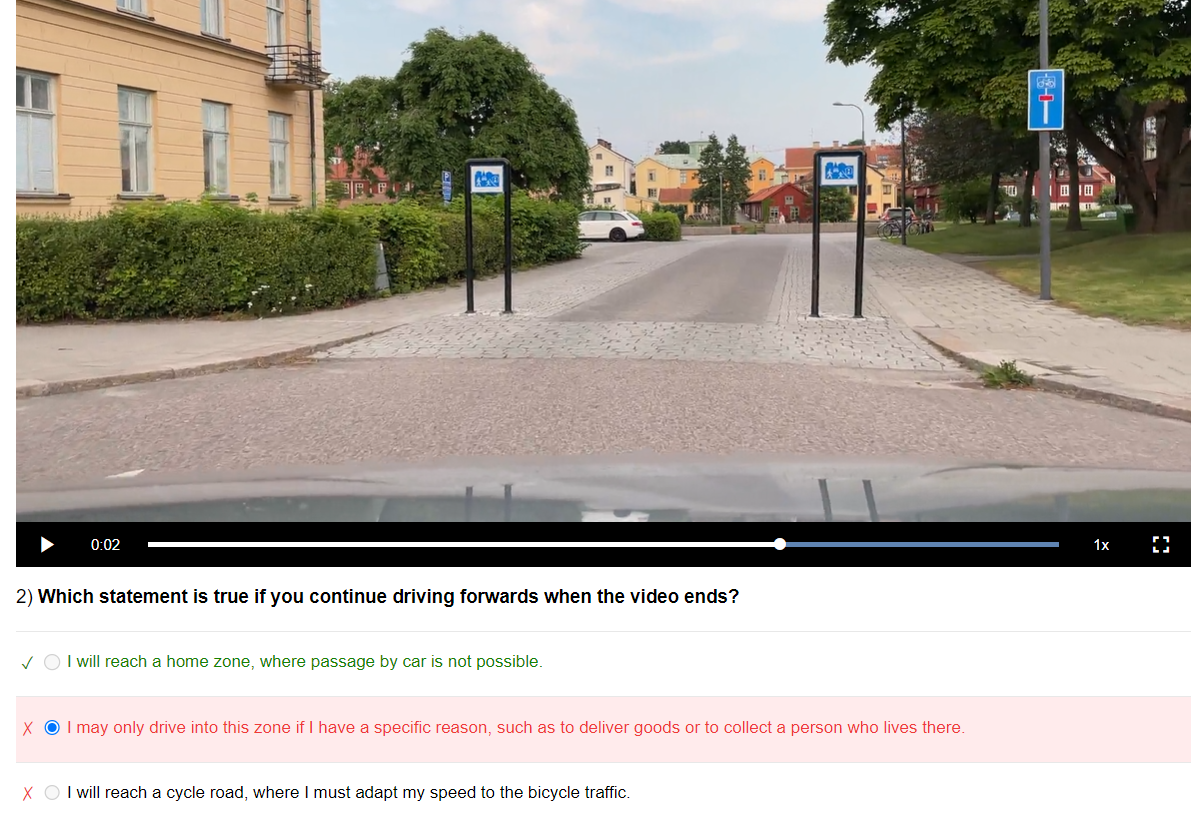 P
0:02
1x
2) Which statement is true if you continue driving forwards when the video ends?
✓ I will reach a home zone, where passage by car is not possible.
X I may only drive into this zone if I have a specific reason, such as to deliver goods or to collect a person who lives there.
X I will reach a cycle road, where I must adapt my speed to the bicycle traffic.